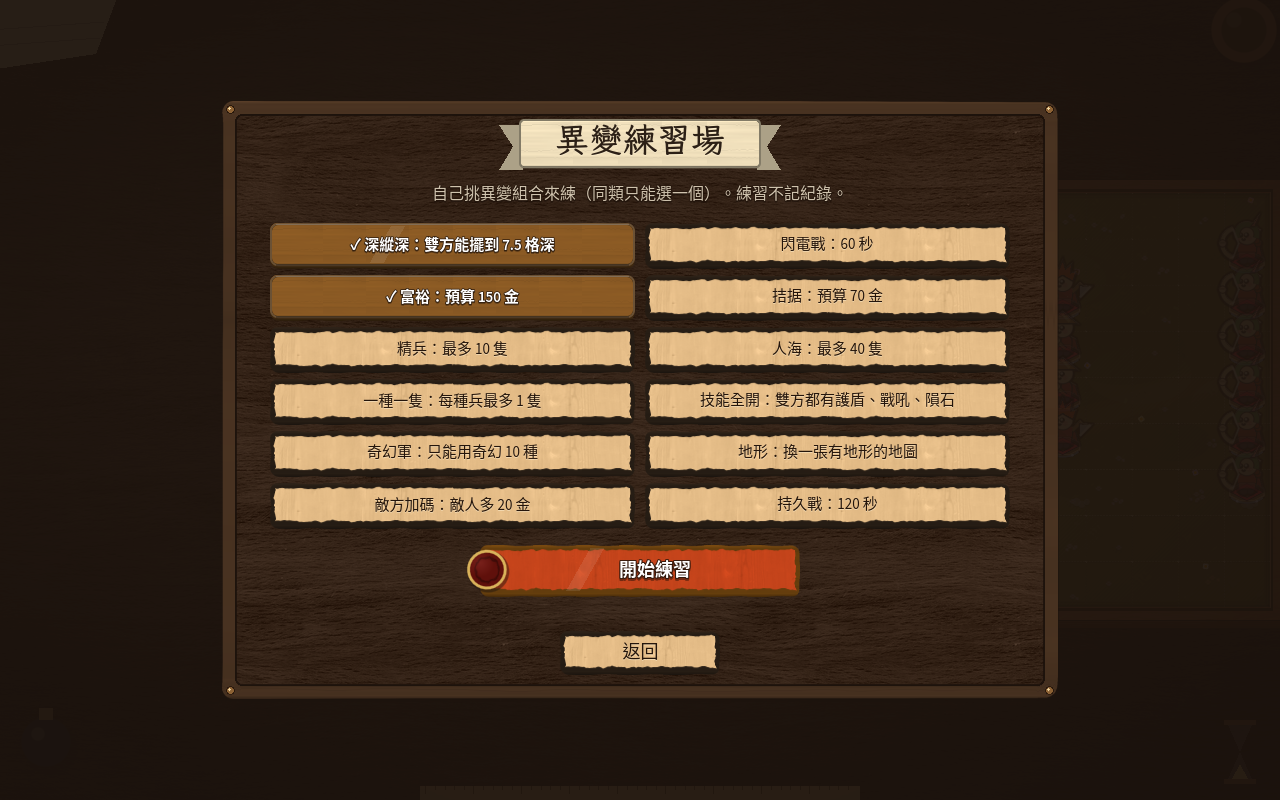 異變練習場
自己挑異變組合來練（同類只能選一個）。練習不記紀錄。
✓深縱深：雙方能擺到 7.5 格深
閃電戰：60 秒
✓富裕：預算 150 金
拮据：預算 70 金
精兵：最多 10 隻
人海：最多 40 隻
一種一隻：每種兵最多 1 隻
技能全開：雙方都有護盾、戰吼、隕石
奇幻軍：只能用奇幻 10 種
地形：換一張有地形的地圖
敵方加碼：敵人多 20 金
持久戰：120 秒
開始練習
返回